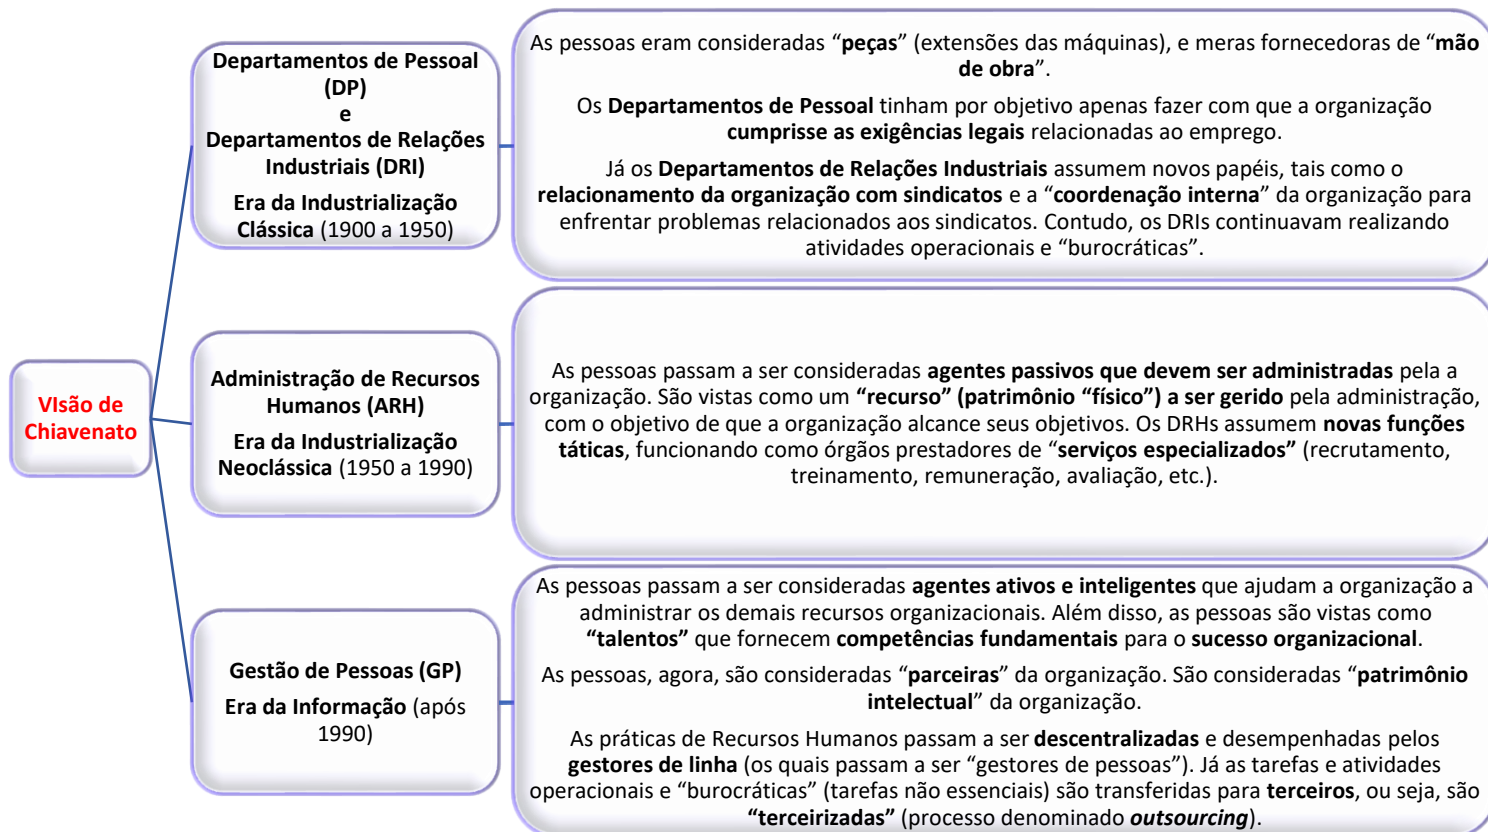 VIsão de
Chiavenato
Departamentos de Pessoal
(DP)
e
Departamentos de Relações
Industriais (DRI)
Era da Industrialização
Clássica (1900 a 1950)
As pessoas eram consideradas “peças” (extensões das máquinas), e meras fornecedoras de “mão
de obra”.
Os Departamentos de Pessoal tinham por objetivo apenas fazer com que a organização
cumprisse as exigências legais relacionadas ao emprego.
Já os Departamentos de Relações Industriais assumem novos papéis, tais como o
relacionamento da organização com sindicatos e a “coordenação interna” da organização para
enfrentar problemas relacionados aos sindicatos. Contudo, os DRIs continuavam realizando
atividades operacionais e “burocráticas”.
Administração de Recursos
Humanos (ARH)
Era da Industrialização
Neoclássica (1950 a 1990)
As pessoas passam a ser consideradas agentes passivos que devem ser administradas pela a
organização. São vistas como um “recurso” (patrimônio “físico”) a ser gerido pela administração,
com o objetivo de que a organização alcance seus objetivos. Os DRHs assumem novas funções
táticas, funcionando como órgãos prestadores de “serviços especializados” (recrutamento,
treinamento, remuneração, avaliação, etc.).
Gestão de Pessoas (GP)
Era da Informação (após
1990)
As pessoas passam a ser consideradas agentes ativos e inteligentes que ajudam a organização a
administrar os demais recursos organizacionais. Além disso, as pessoas são vistas como
“talentos” que fornecem competências fundamentais para o sucesso organizacional.
As pessoas, agora, são consideradas “parceiras” da organização. São consideradas “patrimônio
intelectual” da organização.
As práticas de Recursos Humanos passam a ser descentralizadas e desempenhadas pelos
gestores de linha (os quais passam a ser “gestores de pessoas”). Já as tarefas e atividades
operacionais e “burocráticas” (tarefas não essenciais) são transferidas para terceiros, ou seja, são
“terceirizadas” (processo denominado outsourcing).